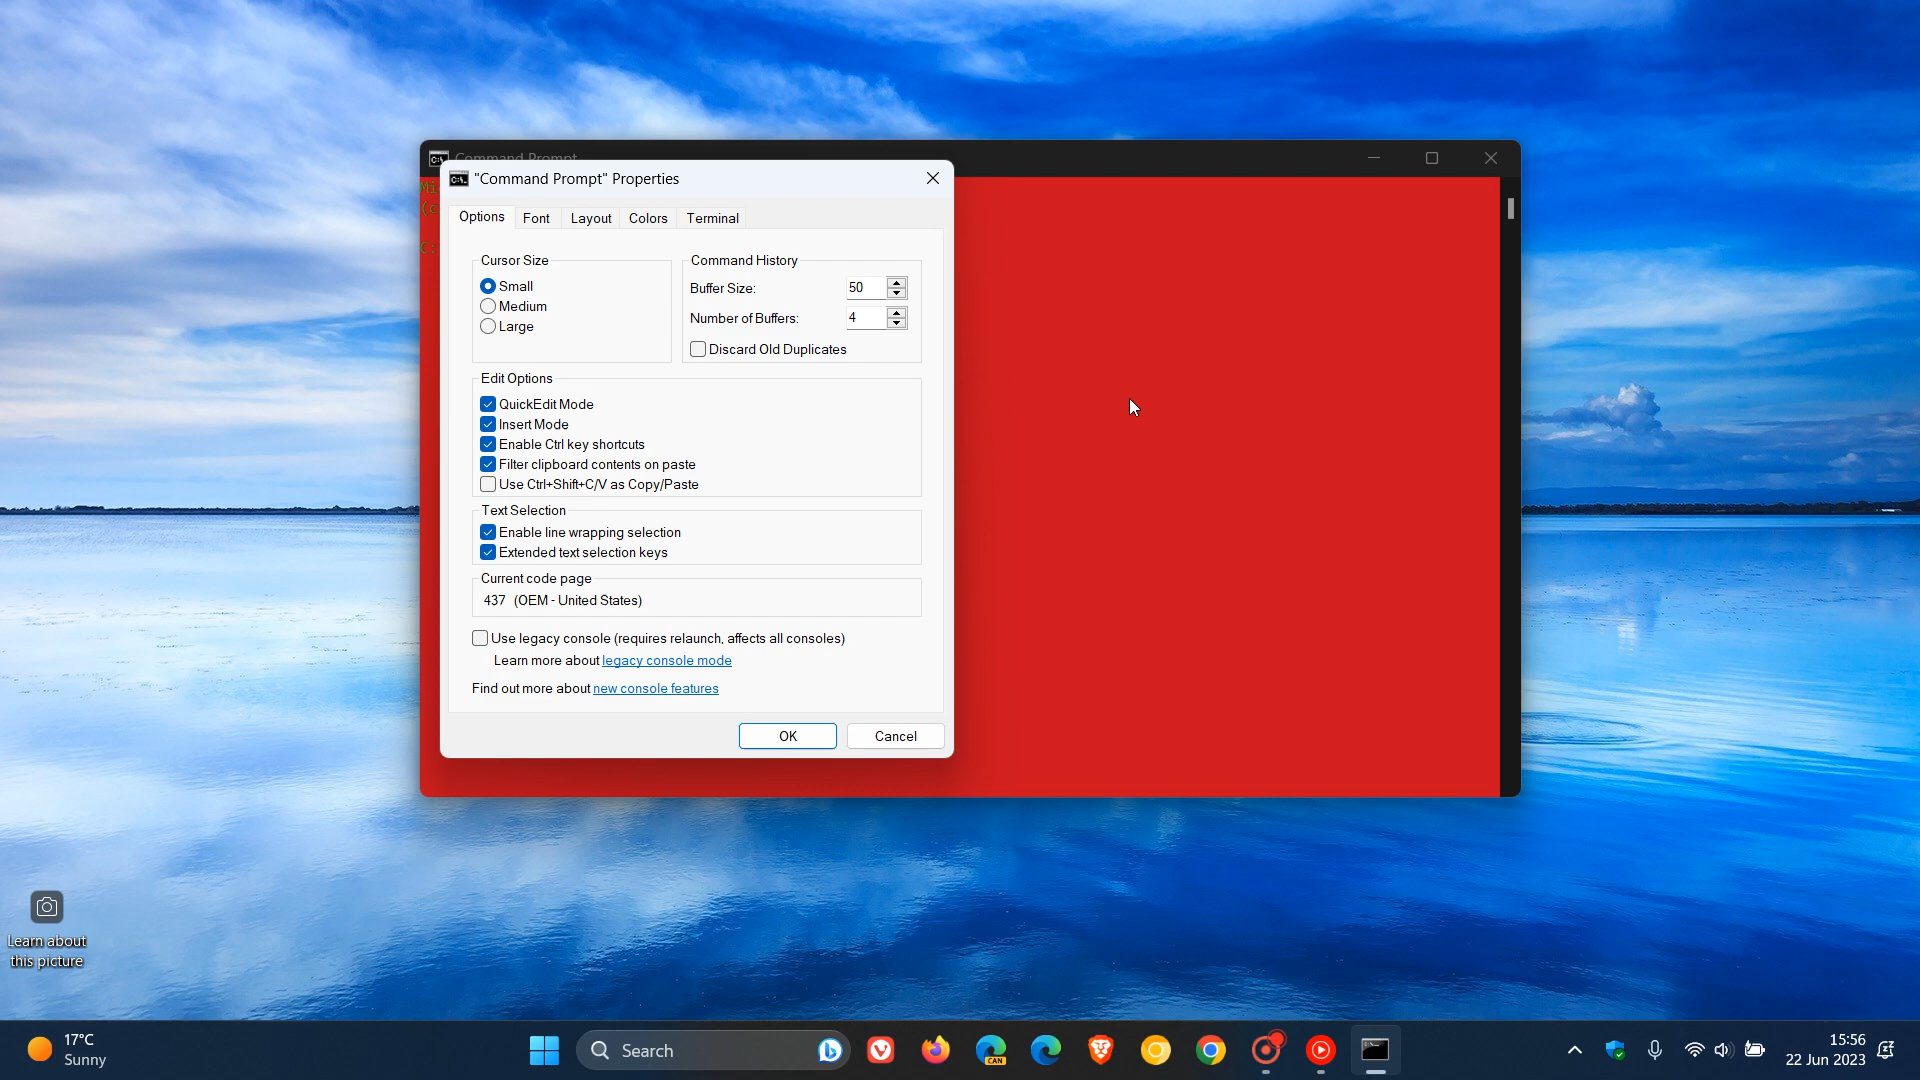 Command Prompt
"Command Prompt" Properties
Options Font Layout Colors Terminal
Cursor Size
Small
Medium
Large
Command History
Buffer Size: 50
Number of Buffers: 4
Discard Old Duplicates
Edit Options
QuickEdit Mode
Insert Mode
Enable Ctrl key shortcuts
Filter clipboard contents on paste
Use Ctrl+Shift+C/V as Copy/Paste
Text Selection
Enable line wrapping selection
Extended text selection keys
Current code page
437 (OEM - United States)
Use legacy console (requires relaunch, affects all consoles)
Learn more about legacy console mode
Find out more about new console features
OK Cancel
Learn about
this picture
17°C
Sunny
Search
CAN
15:56
22 Jun 2023